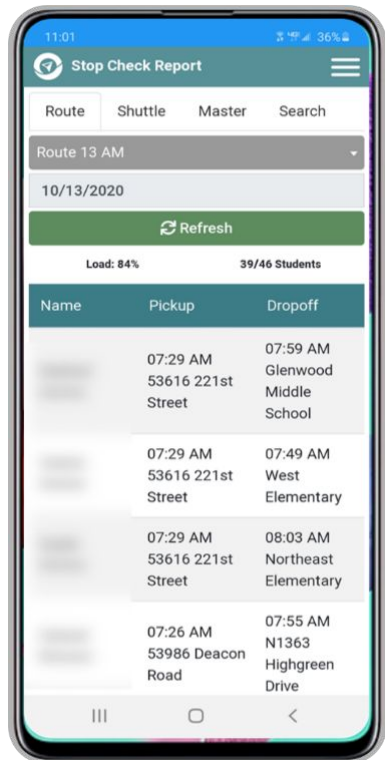 11:01
36%
Stop Check Report
Route Shuttle Master Search
Route 13 AM
10/13/2020
Refresh
Load: 84% 39/46 Students
Name Pickup Dropoff
07:29 AM
53616 221st
Street
07:59 AM
Glenwood
Middle
School
07:29 AM
53616 221st
Street
07:49 AM
West
Elementary
07:29 AM
53616 221st
Street
08:03 AM
Northeast
Elementary
07:26 AM
53986 Deacon
Road
07:55 AM
N1363
Highgreen
Drive